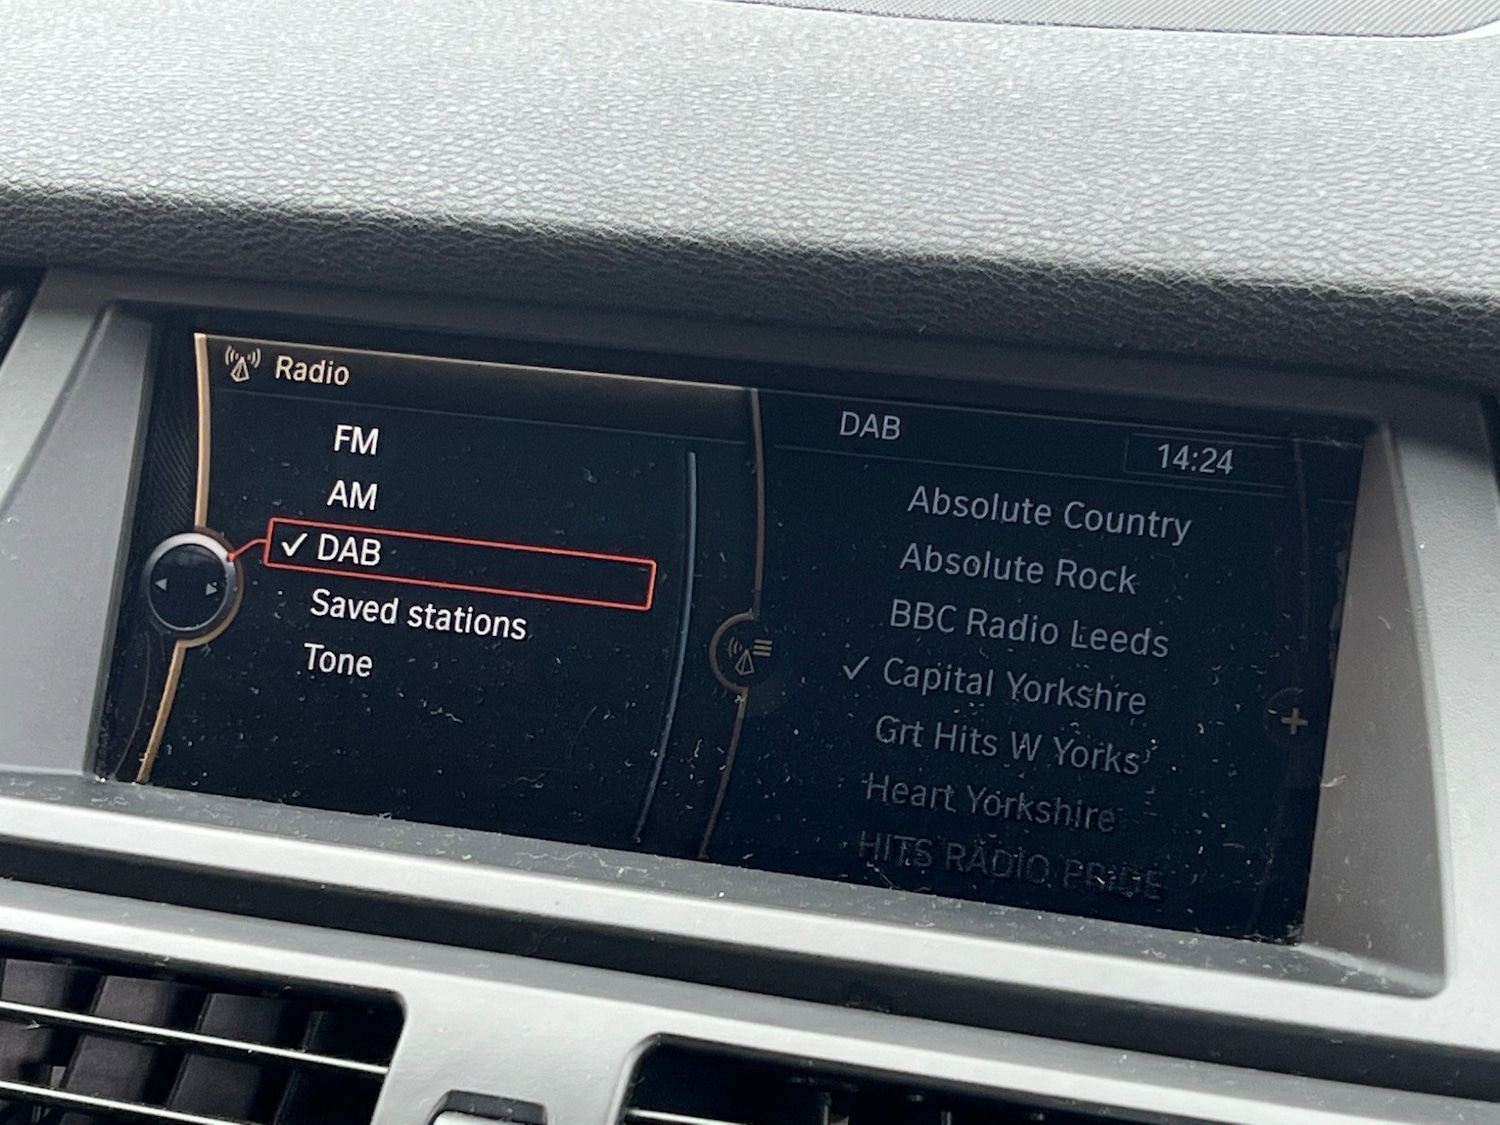 Radio
FM
AM
✓ DAB
Saved stations
Tone
DAB
14:24
Absolute Country
Absolute Rock
BBC Radio Leeds
✓ Capital Yorkshre
Grt Hits W Yorks'
Heart Yorkshire
HITS RADIO PRIDE